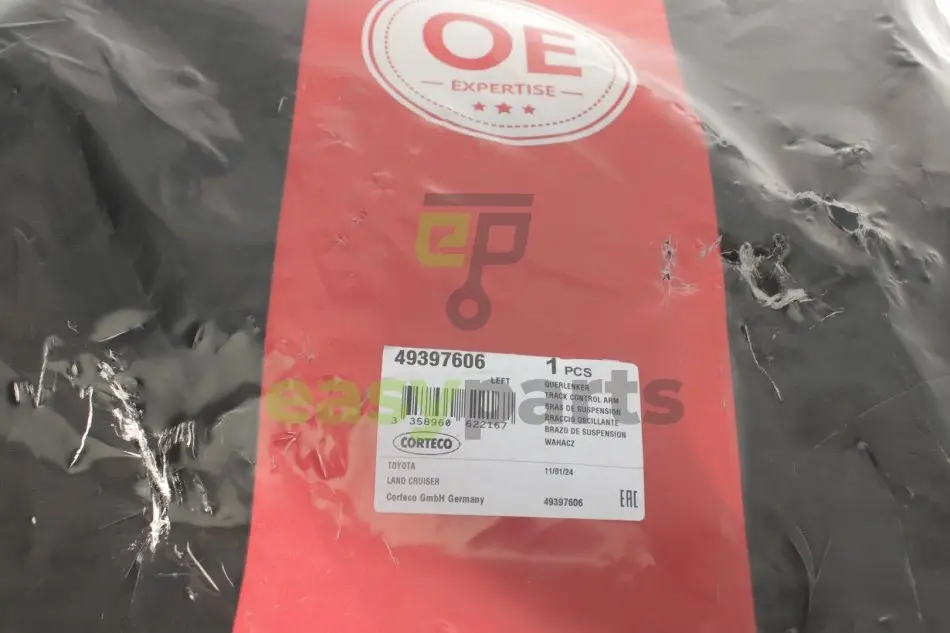 OE
EXPERTISE
ep
easyparts
49397606
1 PCS
LEFT
QUERLENKER
TRACK CONTROL ARM
BRAS DE SUSPENSION
BRACCIO OSCILLANTE
BRAZO DE SUSPENSION
WAHACZ
3 358960 622167
CORTECO
TOYOTA
11/01/24
LAND CRUISER
Corteco GmbH Germany
49397606
EAC